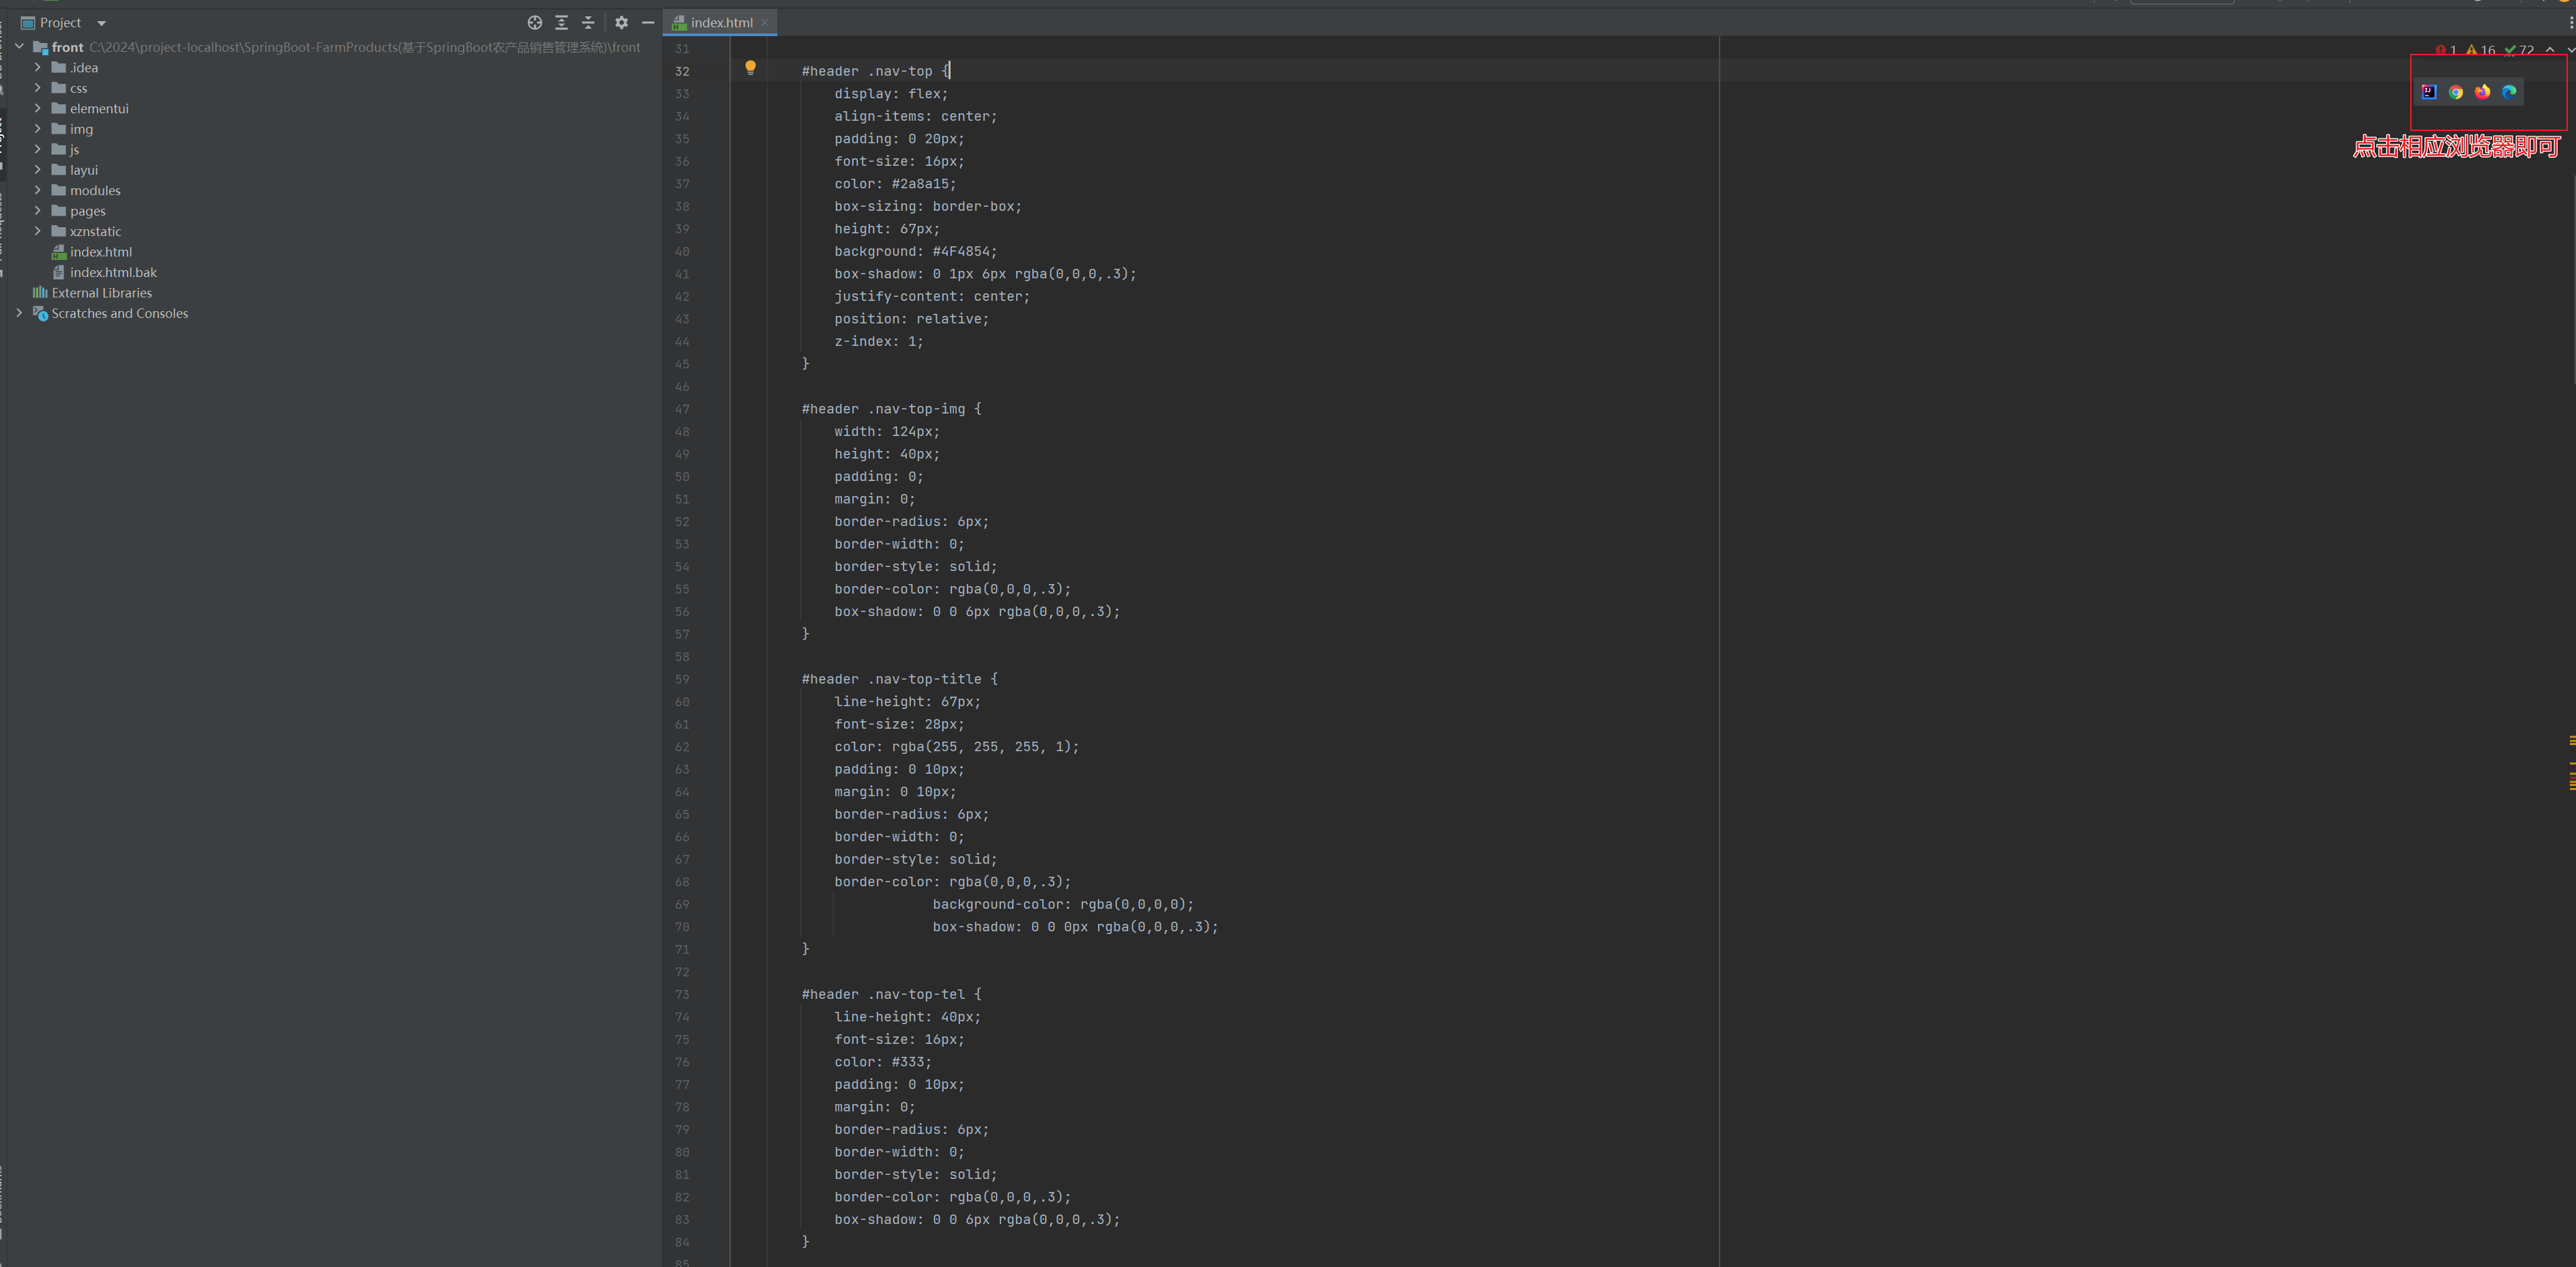 Project
index.html
front C:\2024\project-localhost\SpringBoot-FarmProducts(基于SpringBoot农产品销售管理系统)\front
.idea
css
elementui
img
js
layui
modules
pages
xznstatic
index.html
index.html.bak
External Libraries
Scratches and Consoles
1 16 72
点击相应浏览器即可
31
32 #header .nav-top {
33 display: flex;
34 align-items: center;
35 padding: 0 20px;
36 font-size: 16px;
37 color: #2a8a15;
38 box-sizing: border-box;
39 height: 67px;
40 background: #4F4854;
41 box-shadow: 0 1px 6px rgba(0,0,0,.3);
42 justify-content: center;
43 position: relative;
44 z-index: 1;
45 }
46
47 #header .nav-top-img {
48 width: 124px;
49 height: 40px;
50 padding: 0;
51 margin: 0;
52 border-radius: 6px;
53 border-width: 0;
54 border-style: solid;
55 border-color: rgba(0,0,0,.3);
56 box-shadow: 0 0 6px rgba(0,0,0,.3);
57 }
58
59 #header .nav-top-title {
60 line-height: 67px;
61 font-size: 28px;
62 color: rgba(255, 255, 255, 1);
63 padding: 0 10px;
64 margin: 0 10px;
65 border-radius: 6px;
66 border-width: 0;
67 border-style: solid;
68 border-color: rgba(0,0,0,.3);
69 background-color: rgba(0,0,0,0);
70 box-shadow: 0 0 0px rgba(0,0,0,.3);
71 }
72
73 #header .nav-top-tel {
74 line-height: 40px;
75 font-size: 16px;
76 color: #333;
77 padding: 0 10px;
78 margin: 0;
79 border-radius: 6px;
80 border-width: 0;
81 border-style: solid;
82 border-color: rgba(0,0,0,.3);
83 box-shadow: 0 0 6px rgba(0,0,0,.3);
84 }
85